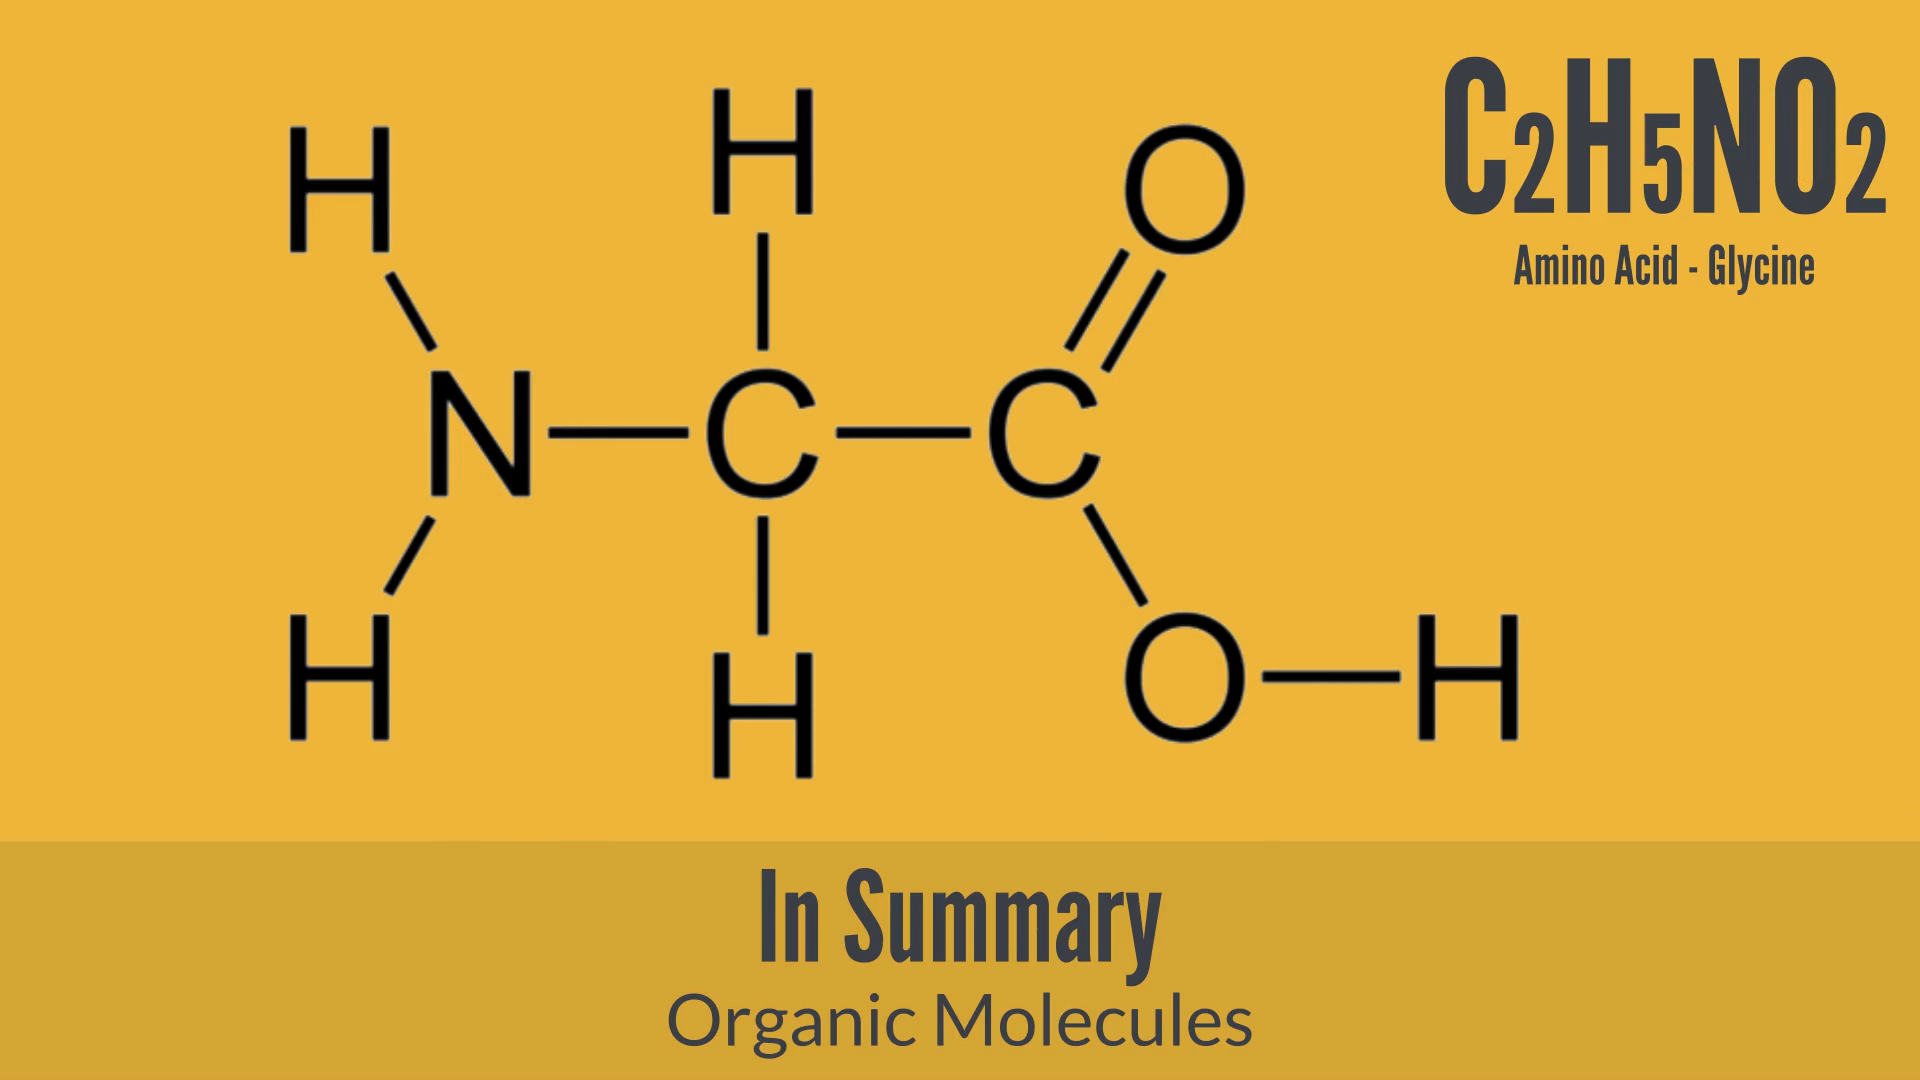 C2H5NO2
Amino Acid - Glycine
H
H
O
H
N
C
C
H
H
O
H
In Summary
Organic Molecules